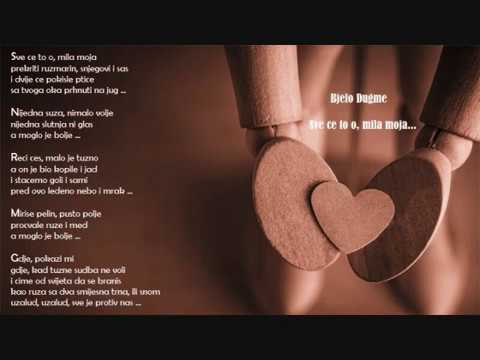 Sve ce to o, mila moja
prekriti ruzmarin, snjegovi i sas
i dvije ce pokisle ptice
sa tvoga oka prhnuti na jug ...
Nijedna suza, nimalo volje
nijedna slutnja ni glas
a moglo je bolje ...
Reci ces, malo je tuzno
a on je bio kopile i jad
i stacemo goli i sami
pred ovo ledeno nebo i mrak ...
Mirise pelin, pusto polje
procvale ruze i med
a moglo je bolje ...
Gdje, pokazi mi
gdje, kad tuzne sudba ne voli
i cime od svijeta da se branis
kao ruza sa dva smijesna trna, ili snom
uzalud, uzalud, sve je protiv nas ...
Bjelo Dugme
Sve ce to o, mila moja...